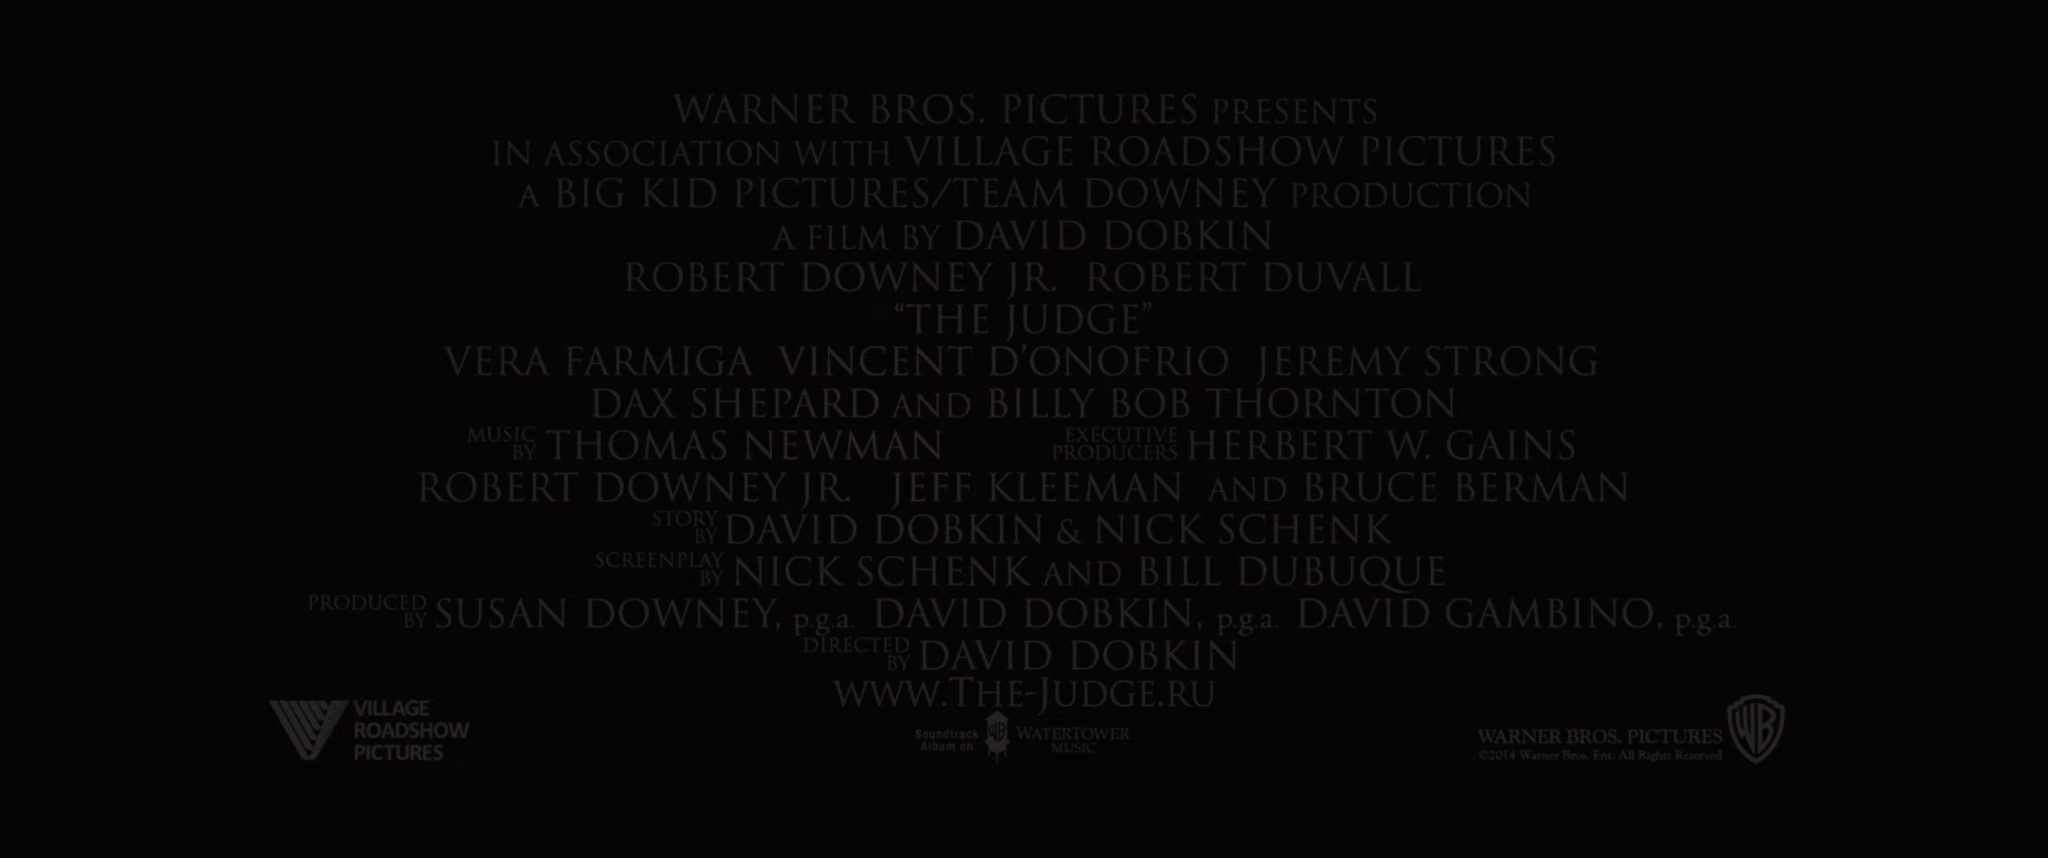 WARNER BROS. PICTURES PRESENTS
IN ASSOCIATION WITH VILLAGE ROADSHOW PICTURES
A BIG KID PICTURES/TEAM DOWNEY PRODUCTION
A FILM BY DAVID DOBKIN
ROBERT DOWNEY JR. ROBERT DUVALL
“THE JUDGE”
VERA FARMIGA VINCENT D’ONOFRIO JEREMY STRONG
DAX SHEPARD AND BILLY BOB THORNTON
MUSIC BY THOMAS NEWMAN EXECUTIVE PRODUCERS HERBERT W. GAINS
ROBERT DOWNEY JR. JEFF KLEEMAN AND BRUCE BERMAN
STORY BY DAVID DOBKIN & NICK SCHENK
SCREENPLAY BY NICK SCHENK AND BILL DUBUQUE
PRODUCED BY SUSAN DOWNEY, p.g.a. DAVID DOBKIN, p.g.a. DAVID GAMBINO, p.g.a.
DIRECTED BY DAVID DOBKIN
WWW.THE-JUDGE.RU
VILLAGE
ROADSHOW
PICTURES
Soundtrack
Album on
WB
WATERTOWER
MUSIC
WARNER BROS. PICTURES
©2014 Warner Bros. Ent. All Rights Reserved
WB